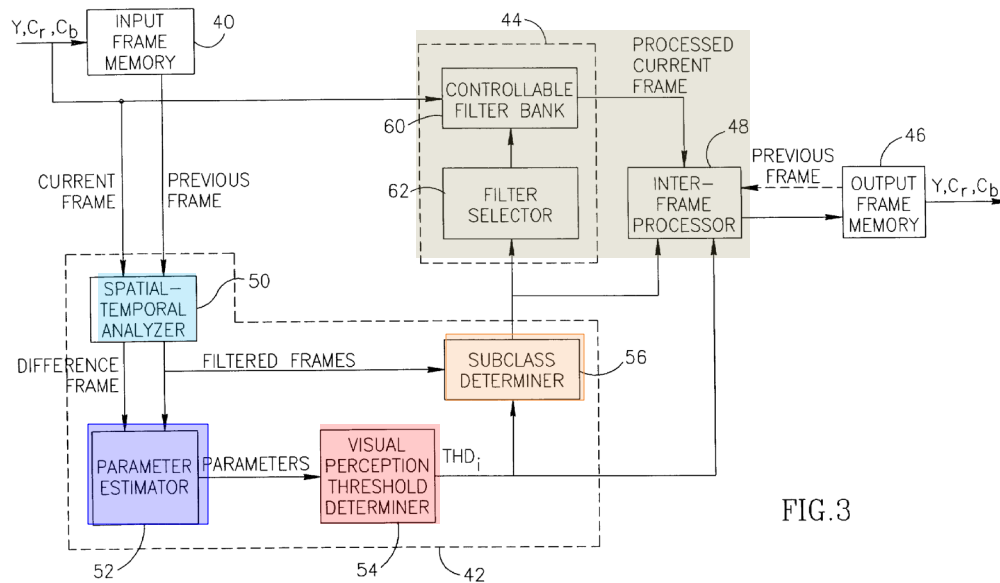 Y,Cr,Cb
INPUT
FRAME
MEMORY
40
44
PROCESSED
CURRENT
FRAME
CONTROLLABLE
FILTER BANK
60
48
46
CURRENT
FRAME
PREVIOUS
FRAME
62
FILTER
SELECTOR
INTER-
FRAME
PROCESSOR
PREVIOUS
FRAME
OUTPUT
FRAME
MEMORY
Y,Cr,Cb
SPATIAL-
TEMPORAL
ANALYZER
50
DIFFERENCE
FRAME
FILTERED FRAMES
SUBCLASS
DETERMINER
56
PARAMETER
ESTIMATOR
PARAMETERS
VISUAL
PERCEPTION
THRESHOLD
DETERMINER
THDi
FIG.3
52
54
42